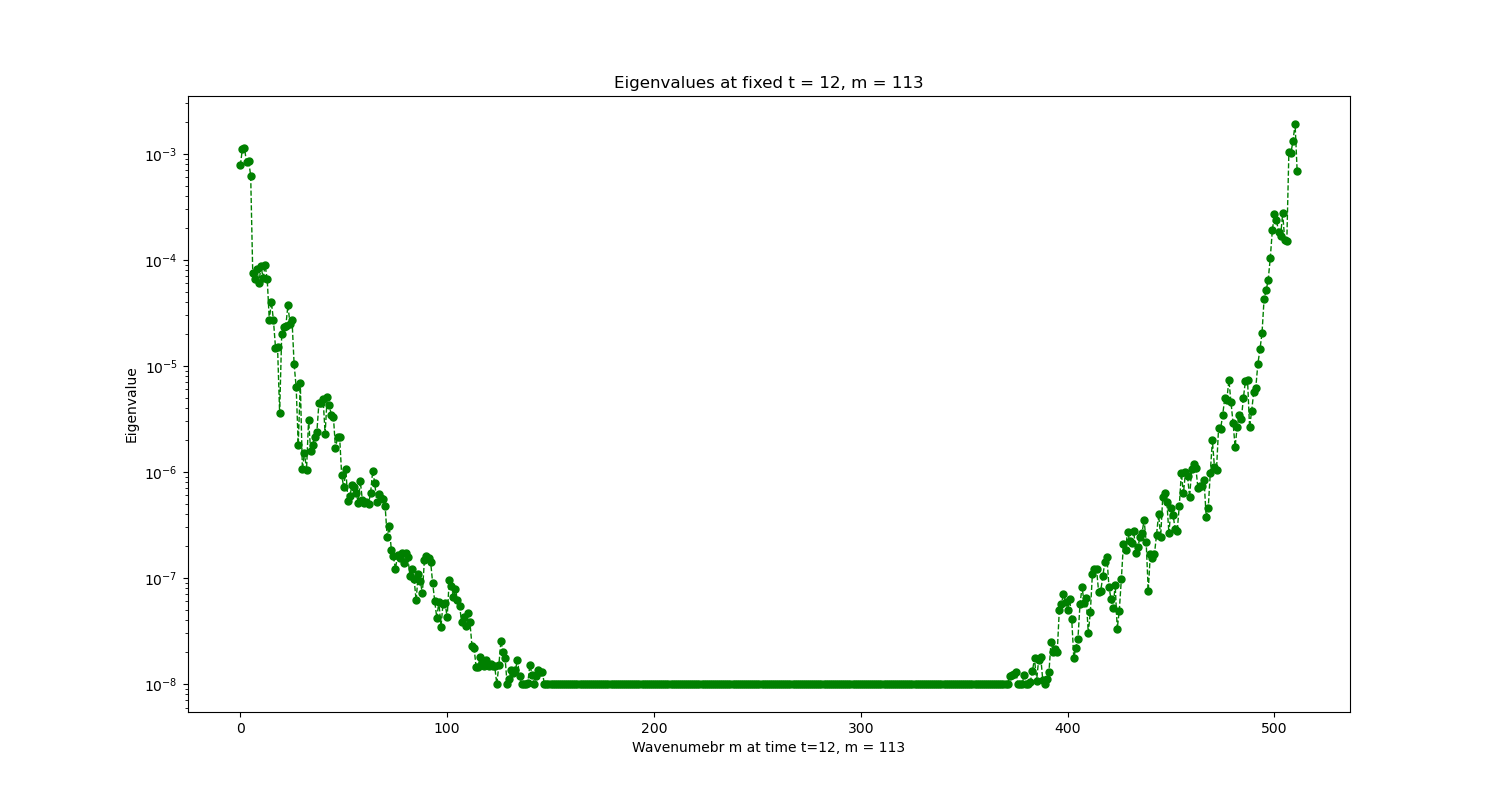 Eigenvalues at fixed t = 12, m = 113
10⁻³
10⁻⁴
10⁻⁵
10⁻⁶
10⁻⁷
10⁻⁸
Eigenvalue
0 100 200 300 400 500
Wavenumebr m at time t=12, m = 113